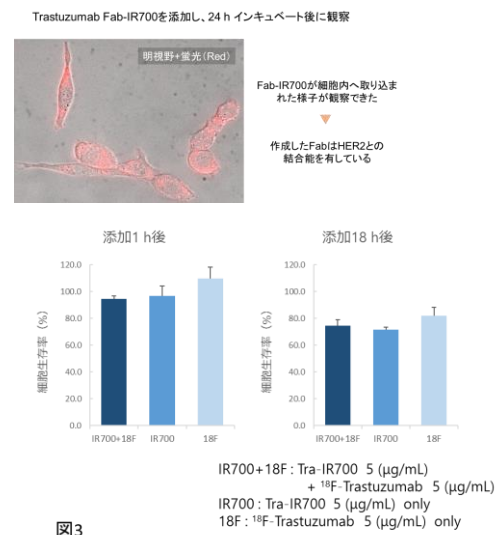 Trastuzumab Fab-IR700を添加し、24 h インキュベート後に観察
明視野+蛍光(Red)
Fab-IR700が細胞内へ取り込ま
れた様子が観察できた
作成したFabはHER2との
結合能を有している
添加1 h後
細胞生存率 (%)
120.0
100.0
80.0
60.0
40.0
20.0
0.0
IR700+18F IR700 18F
添加18 h後
細胞生存率 (%)
120.0
100.0
80.0
60.0
40.0
20.0
0.0
IR700+18F IR700 18F
IR700+18F : Tra-IR700 5 (μg/mL)
+ ¹⁸F-Trastuzumab 5 (μg/mL)
IR700 : Tra-IR700 5 (μg/mL) only
18F : ¹⁸F-Trastuzumab 5 (μg/mL) only
図3